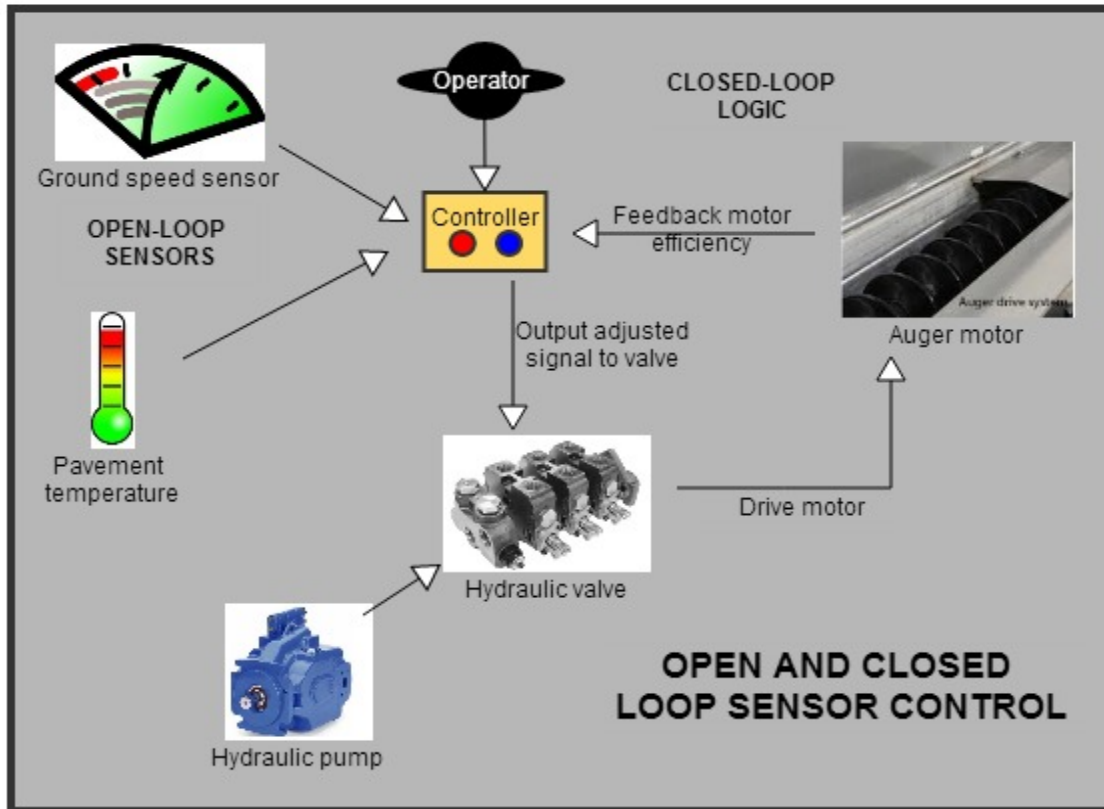 Operator
CLOSED-LOOP
LOGIC
Ground speed sensor
OPEN-LOOP
SENSORS
Controller
Feedback motor
efficiency
Auger drive system
Auger motor
Output adjusted
signal to valve
Pavement
temperature
Drive motor
Hydraulic valve
OPEN AND CLOSED
LOOP SENSOR CONTROL
Hydraulic pump